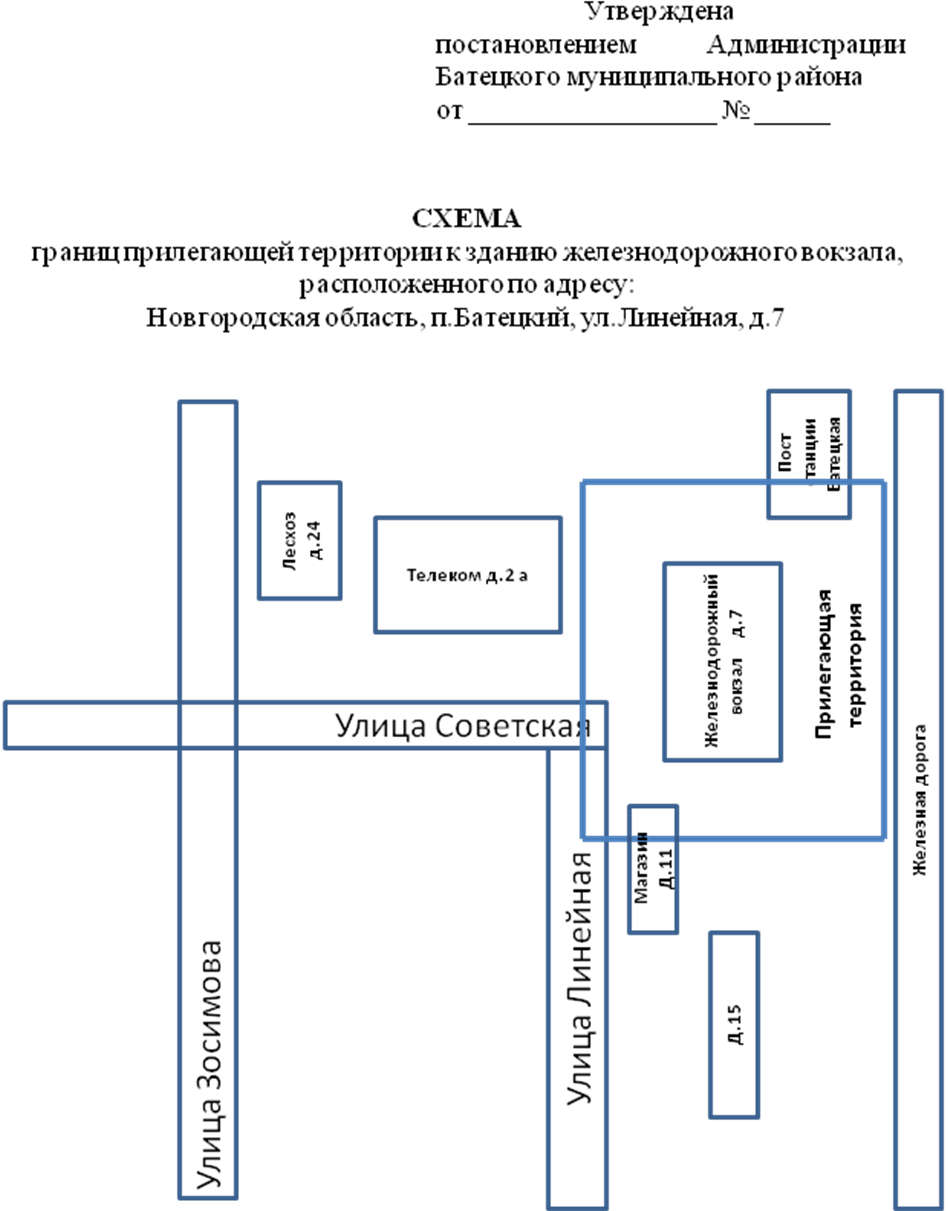 Утверждена
постановлением Администрации
Батецкого муниципального района
от ___________________ № ______
СХЕМА
границ прилегающей территории к зданию железнодорожного вокзала,
расположенного по адресу:
Новгородская область, п.Батецкий, ул.Линейная, д.7
Пост
танции
Батецкая
Лесхоз
д.24
Телеком д.2 а
Железнодорожный
вокзал д.7
Прилегающая
территория
Улица Советская
Железная дорога
Магазин
Д.11
Улица Линейная
Улица Зосимова
Д.15